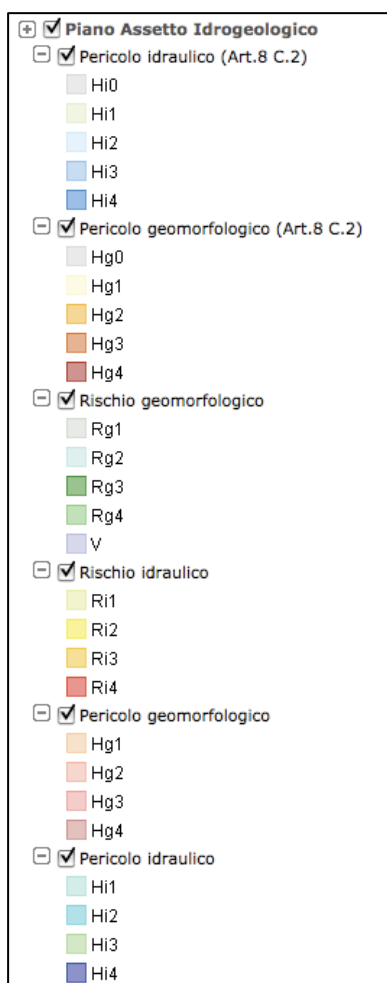 Piano Assetto Idrogeologico
Pericolo idraulico (Art.8 C.2)
Hi0
Hi1
Hi2
Hi3
Hi4
Pericolo geomorfologico (Art.8 C.2)
Hg0
Hg1
Hg2
Hg3
Hg4
Rischio geomorfologico
Rg1
Rg2
Rg3
Rg4
V
Rischio idraulico
Ri1
Ri2
Ri3
Ri4
Pericolo geomorfologico
Hg1
Hg2
Hg3
Hg4
Pericolo idraulico
Hi1
Hi2
Hi3
Hi4